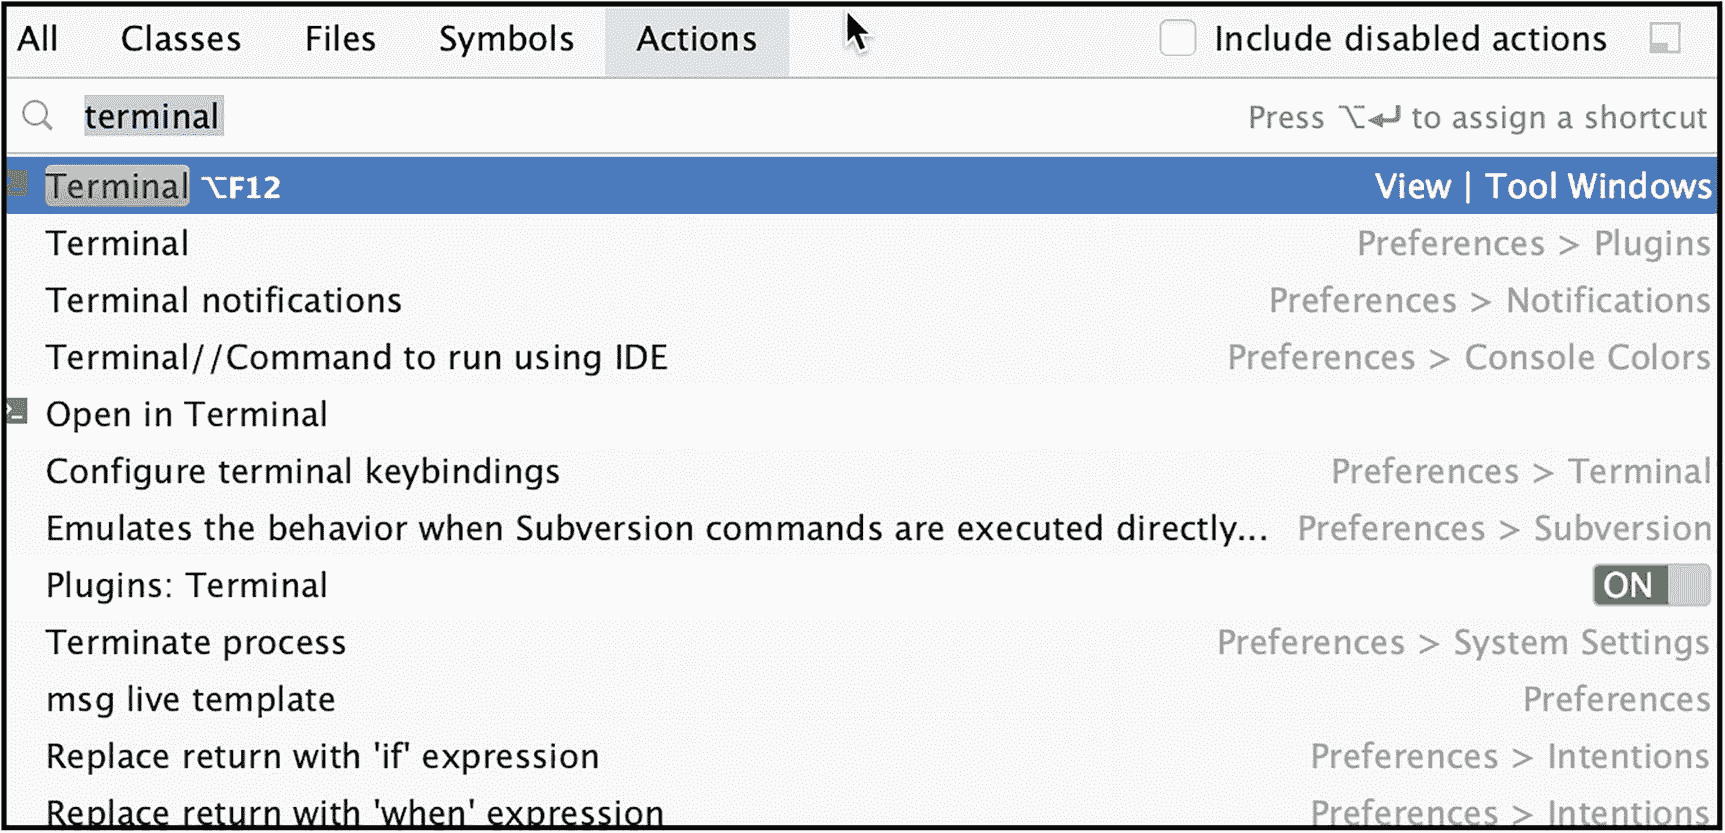 All Classes Files Symbols Actions Include disabled actions
terminal Press ⌥↵ to assign a shortcut
Terminal ⌥F12 View | Tool Windows
Terminal Preferences > Plugins
Terminal notifications Preferences > Notifications
Terminal//Command to run using IDE Preferences > Console Colors
Open in Terminal
Configure terminal keybindings Preferences > Terminal
Emulates the behavior when Subversion commands are executed directly... Preferences > Subversion
Plugins: Terminal ON
Terminate process Preferences > System Settings
msg live template Preferences
Replace return with 'if' expression Preferences > Intentions
Replace return with 'when' expression Preferences > Intentions